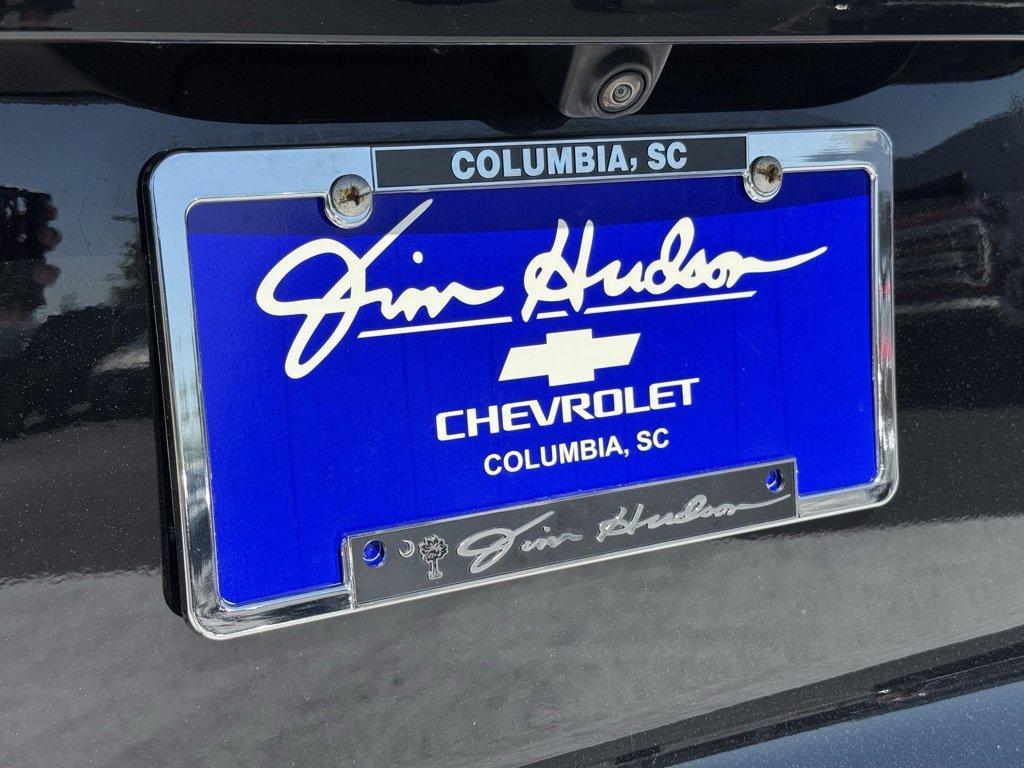 COLUMBIA, SC
Jim Hudson
CHEVROLET
COLUMBIA, SC
Jim Hudson